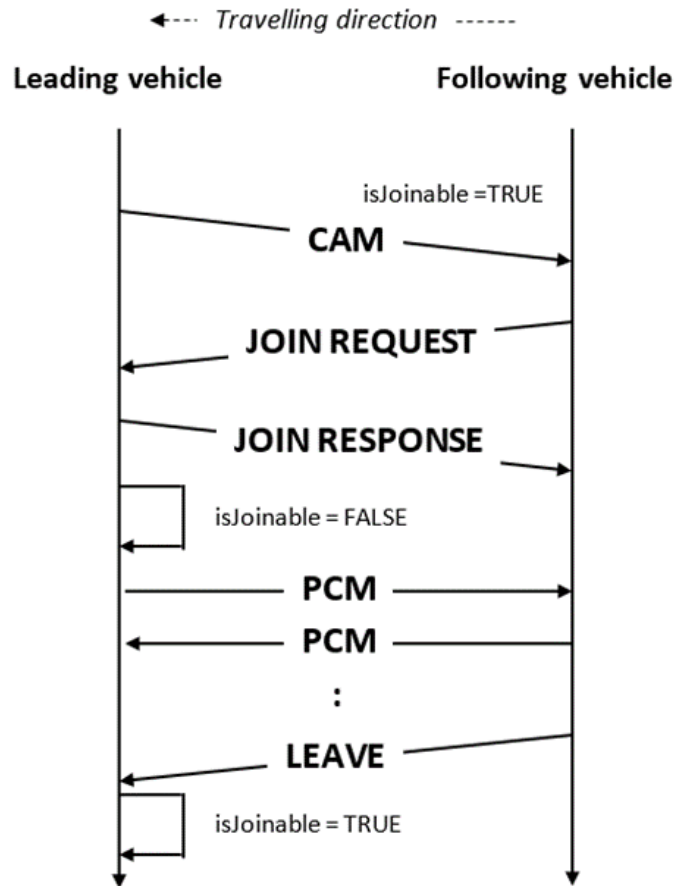 Travelling direction
Leading vehicle
Following vehicle
isJoinable =TRUE
CAM
JOIN REQUEST
JOIN RESPONSE
isJoinable = FALSE
PCM
PCM
:
LEAVE
isJoinable = TRUE